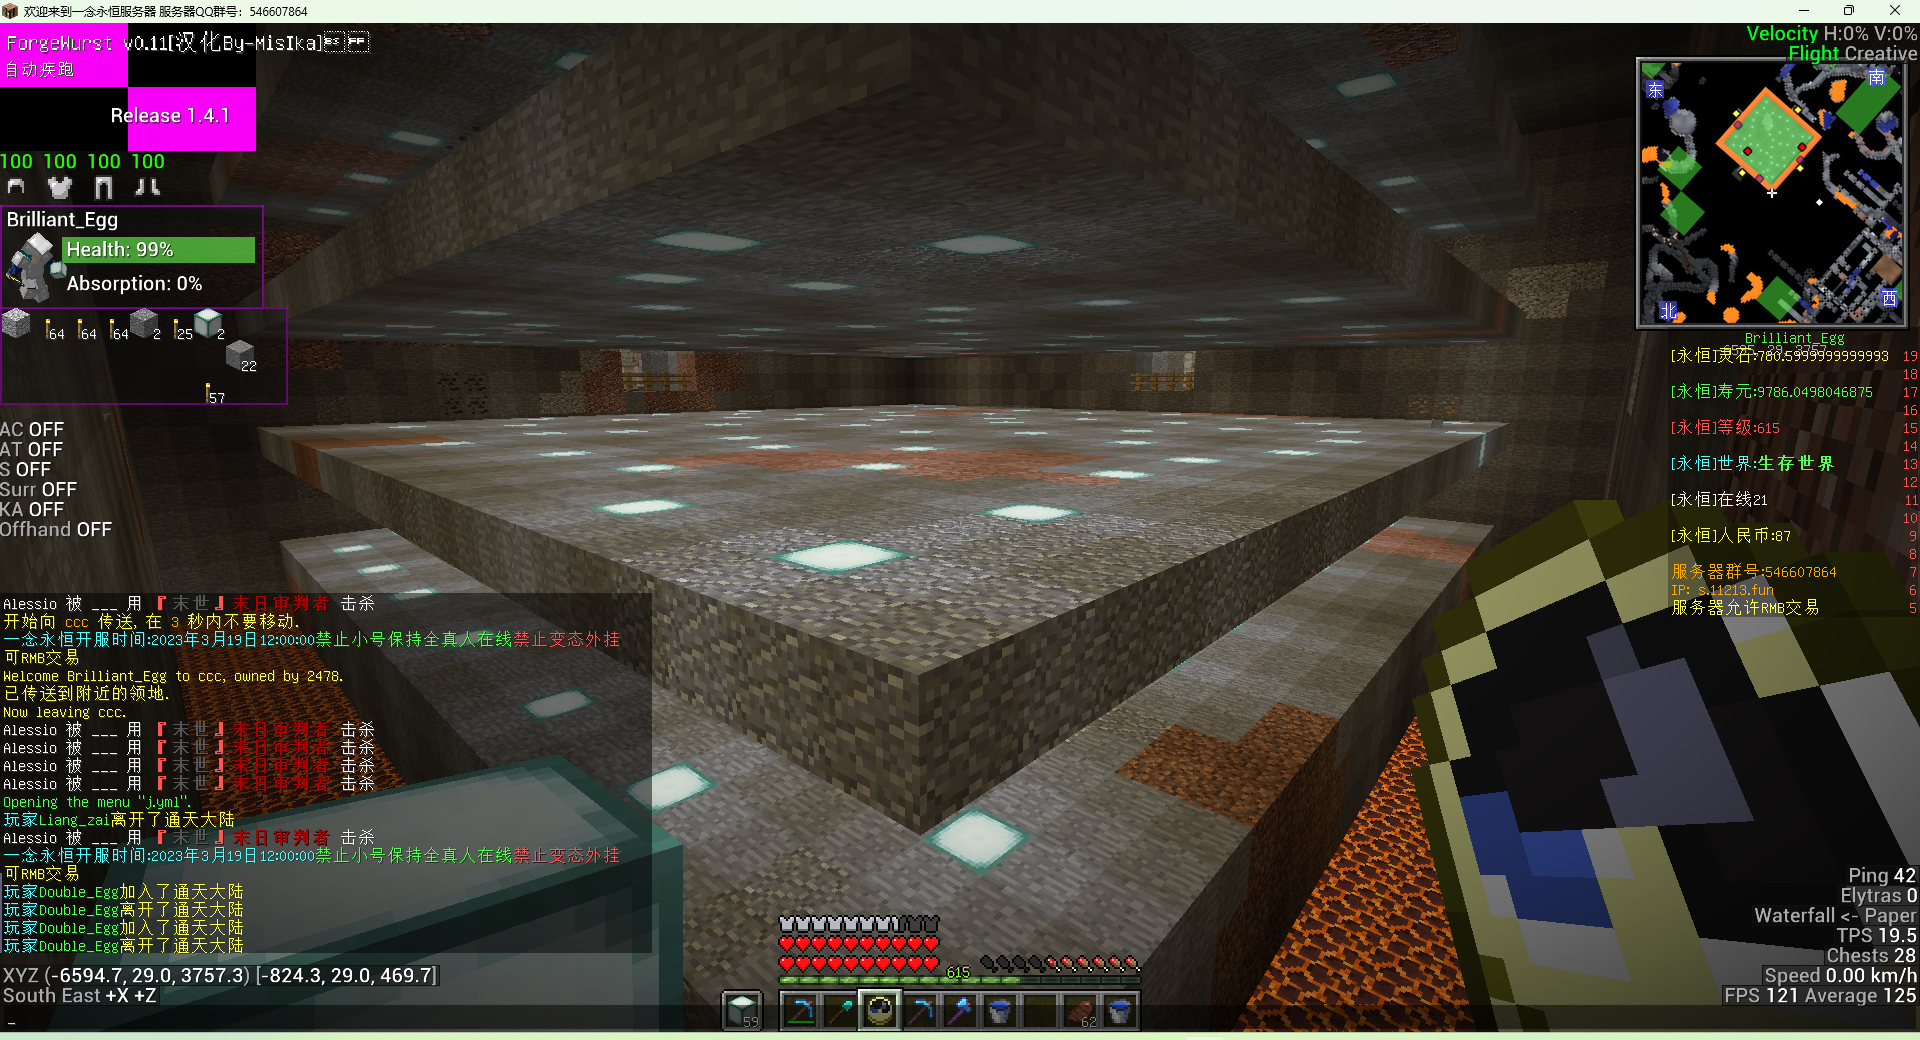 欢迎来到一念永恒服务器 服务器QQ群号：546607864
ForgeWurst v0.11[汉化By-MisIka]
自动疾跑
Release 1.4.1
100 100 100 100
Brilliant_Egg
Health: 99%
Absorption: 0%
64 64 64 2 25 2
22
57
AC OFF
AT OFF
S OFF
Surr OFF
KA OFF
Offhand OFF
Alessio 被 ___ 用 『末世』末日审判者 击杀
开始向 ccc 传送, 在 3 秒内不要移动.
一念永恒开服时间:2023年3月19日12:00:00禁止小号保持全真人在线禁止变态外挂
可RMB交易
Welcome Brilliant_Egg to ccc, owned by 2478.
已传送到附近的领地.
Now leaving ccc.
Alessio 被 ___ 用 『末世』末日审判者 击杀
Alessio 被 ___ 用 『末世』末日审判者 击杀
Alessio 被 ___ 用 『末世』末日审判者 击杀
Alessio 被 ___ 用 『末世』末日审判者 击杀
Opening the menu "j.yml".
玩家Liang_zai离开了通天大陆
Alessio 被 ___ 用 『末世』末日审判者 击杀
一念永恒开服时间:2023年3月19日12:00:00禁止小号保持全真人在线禁止变态外挂
可RMB交易
玩家Double_Egg加入了通天大陆
玩家Double_Egg离开了通天大陆
玩家Double_Egg加入了通天大陆
玩家Double_Egg离开了通天大陆
XYZ (-6594.7, 29.0, 3757.3) [-824.3, 29.0, 469.7]
South East +X +Z
_
615
59
62
Velocity H:0% V:0%
Flight Creative
东
南
北
西
Brilliant_Egg
[永恒]灵石:780.5999999999993 19
18
[永恒]寿元:9786.0498046875 17
16
[永恒]等级:615 15
14
[永恒]世界:生存世界 13
12
[永恒]在线21 11
10
[永恒]人民币:87 9
8
服务器群号:546607864 7
IP: s.11213.fun 6
服务器允许RMB交易 5
Ping 42
Elytras 0
Waterfall <- Paper
TPS 19.5
Chests 28
Speed 0.00 km/h
FPS 121 Average 125